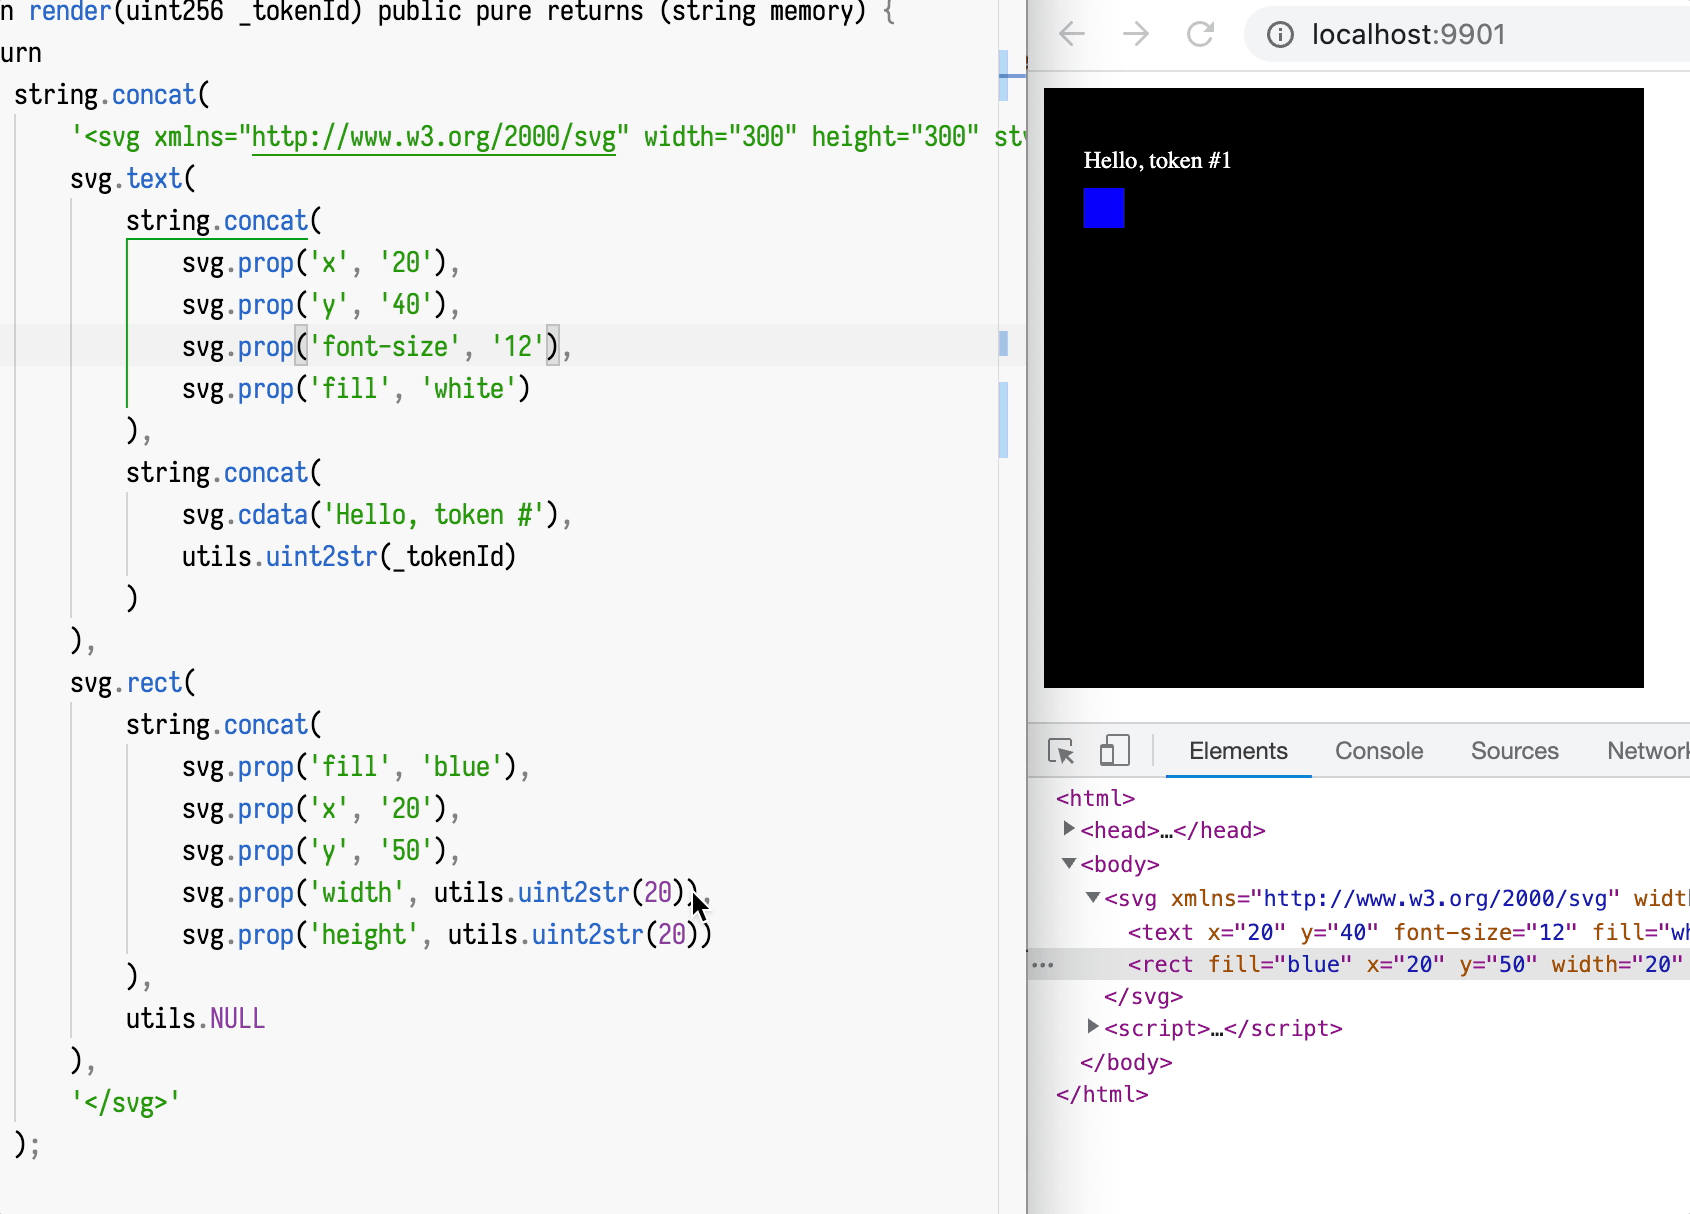 n render(uint256 _tokenId) public pure returns (string memory) {
urn
string.concat(
'<svg xmlns="http://www.w3.org/2000/svg" width="300" height="300"
svg.text(
string.concat(
svg.prop('x', '20'),
svg.prop('y', '40'),
svg.prop('font-size', '12'),
svg.prop('fill', 'white')
),
string.concat(
svg.cdata('Hello, token #'),
utils.uint2str(_tokenId)
)
),
svg.rect(
string.concat(
svg.prop('fill', 'blue'),
svg.prop('x', '20'),
svg.prop('y', '50'),
svg.prop('width', utils.uint2str(20)),
svg.prop('height', utils.uint2str(20))
),
utils.NULL
),
'</svg>'
);
localhost:9901
Hello, token #1
Elements Console Sources Network
<html>
<head>…</head>
<body>
<svg xmlns="http://www.w3.org/2000/svg" widt
<text x="20" y="40" font-size="12" fill="wh
<rect fill="blue" x="20" y="50" width="20"
</svg>
<script>…</script>
</body>
</html>